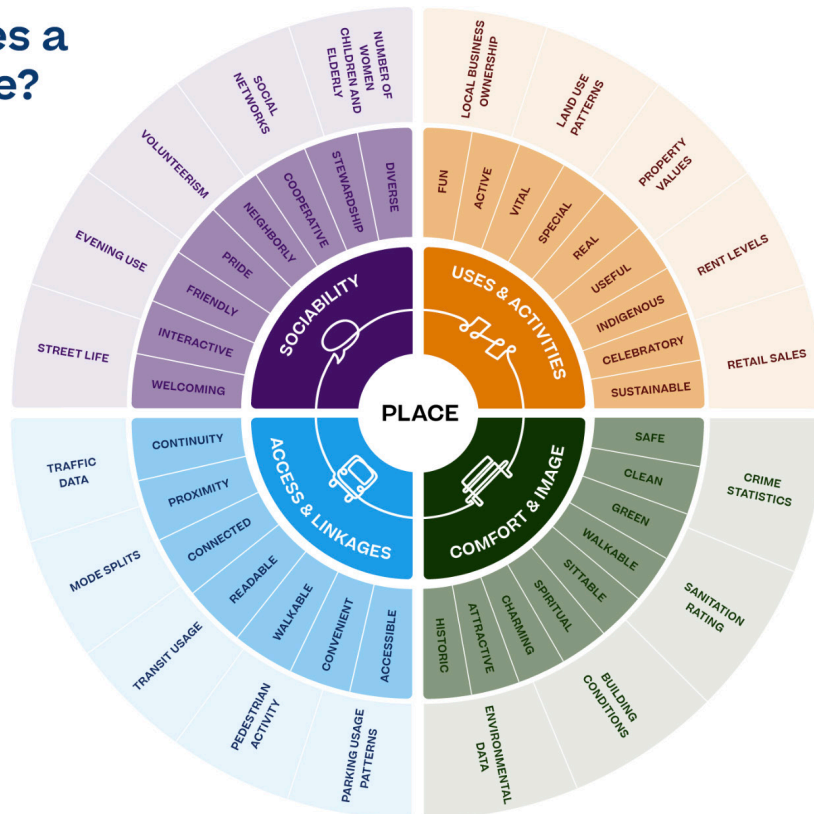 es a
e?
NUMBER OF
WOMEN
CHILDREN AND
ELDERLY
SOCIAL
NETWORKS
VOLUNTEERISM
EVENING USE
STREET LIFE
DIVERSE
STEWARDSHIP
COOPERATIVE
NEIGHBORLY
PRIDE
FRIENDLY
INTERACTIVE
WELCOMING
SOCIABILITY
LOCAL BUSINESS
OWNERSHIP
LAND USE
PATTERNS
PROPERTY
VALUES
RENT LEVELS
RETAIL SALES
FUN
ACTIVE
VITAL
SPECIAL
REAL
USEFUL
INDIGENOUS
CELEBRATORY
SUSTAINABLE
USES & ACTIVITIES
PLACE
ACCESS & LINKAGES
CONTINUITY
PROXIMITY
CONNECTED
READABLE
WALKABLE
CONVENIENT
ACCESSIBLE
TRAFFIC
DATA
MODE SPLITS
TRANSIT USAGE
PEDESTRIAN
ACTIVITY
PARKING USAGE
PATTERNS
COMFORT & IMAGE
SAFE
CLEAN
GREEN
WALKABLE
SITTABLE
SPIRITUAL
CHARMING
ATTRACTIVE
HISTORIC
CRIME
STATISTICS
SANITATION
RATING
BUILDING
CONDITIONS
ENVIRONMENTAL
DATA